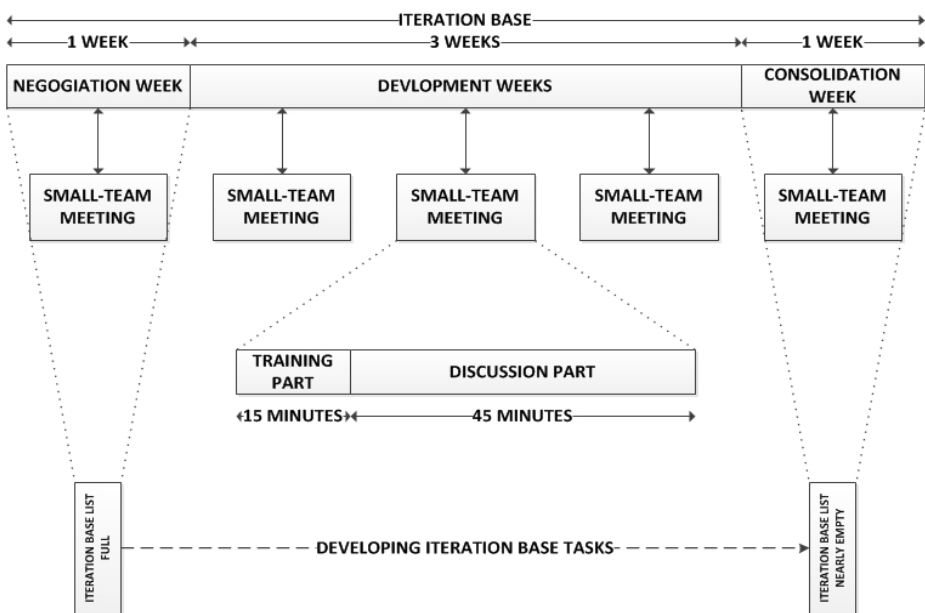 ITERATION BASE
1 WEEK
3 WEEKS
1 WEEK
NEGOGIATION WEEK
DEVLOPMENT WEEKS
CONSOLIDATION
WEEK
SMALL-TEAM
MEETING
SMALL-TEAM
MEETING
SMALL-TEAM
MEETING
SMALL-TEAM
MEETING
SMALL-TEAM
MEETING
TRAINING
PART
DISCUSSION PART
15 MINUTES
45 MINUTES
ITERATION BASE LIST
FULL
DEVELOPING ITERATION BASE TASKS
ITERATION BASE LIST
NEARLY EMPTY